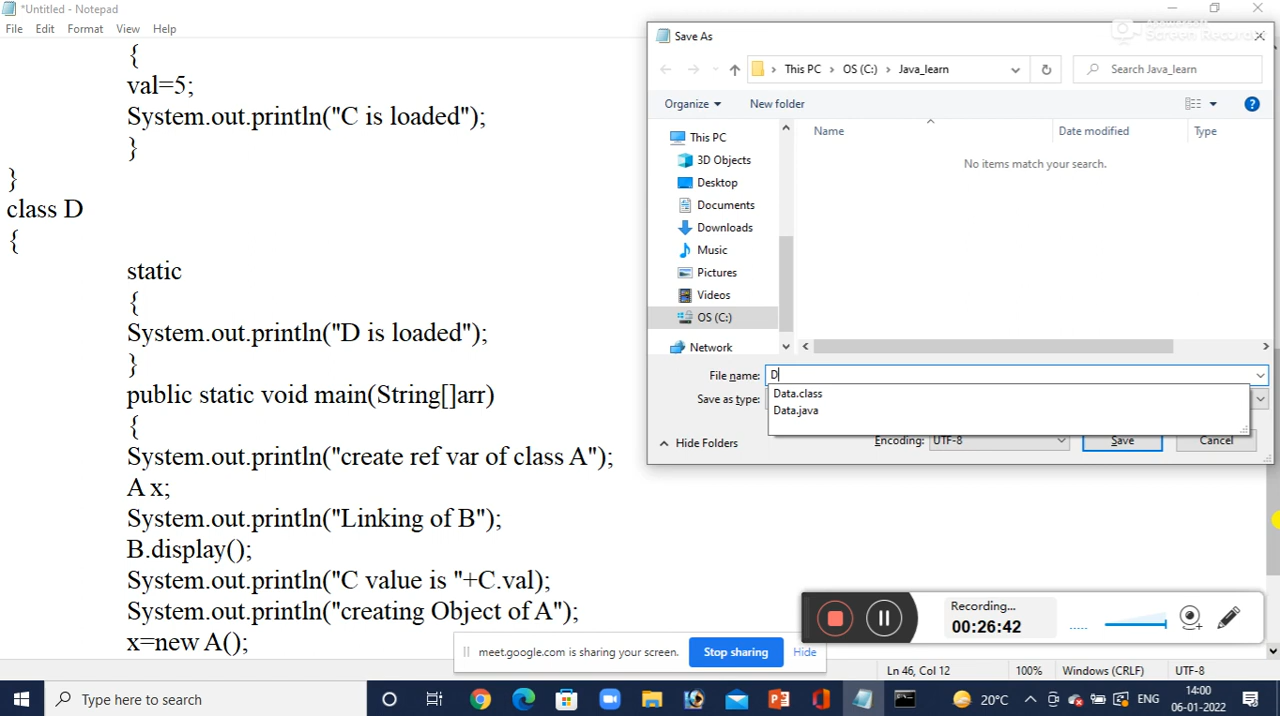 *Untitled - Notepad
File Edit Format View Help
{
val=5;
System.out.println("C is loaded");
}
}
class D
{
static
{
System.out.println("D is loaded");
}
public static void main(String[]arr)
{
System.out.println("create ref var of class A");
A x;
System.out.println("Linking of B");
B.display();
System.out.println("C value is "+C.val);
System.out.println("creating Object of A");
x=new A();
Save As
This PC › OS (C:) › Java_learn
Search Java_learn
Organize New folder
Name Date modified Type
No items match your search.
This PC
3D Objects
Desktop
Documents
Downloads
Music
Pictures
Videos
OS (C:)
Network
File name: D
Data.class
Data.java
Save as type:
Hide Folders
Encoding: UTF-8
Save Cancel
Recording...
00:26:42
meet.google.com is sharing your screen. Stop sharing Hide
Ln 46, Col 12 100% Windows (CRLF) UTF-8
Type here to search
20°C ENG 14:00
06-01-2022